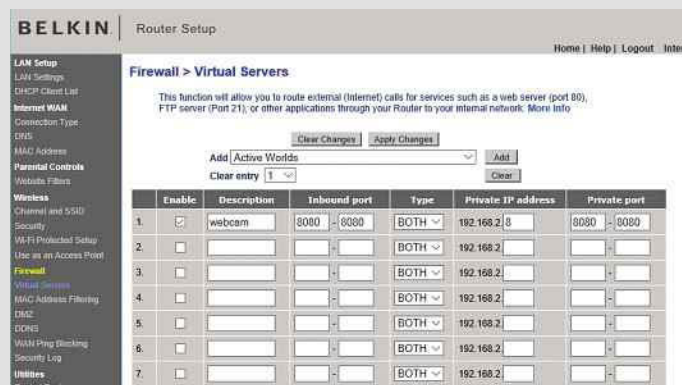 BELKIN Router Setup
Home | Help | Logout Inter
LAN Setup
LAN Settings
DHCP Client List
Internet WAN
Connection Type
DNS
MAC Address
Parental Controls
Website Filters
Wireless
Channel and SSID
Security
Wi-Fi Protected Setup
Use as an Access Point
Firewall
Virtual Servers
MAC Address Filtering
DMZ
DDNS
WAN Ping Blocking
Security Log
Utilities
Firewall > Virtual Servers
This function will allow you to route external (Internet) calls for services such as a web server (port 80),
FTP server (Port 21), or other applications through your Router to your internal network. More Info
Clear Changes Apply Changes
Add Active Worlds Add
Clear entry 1 Clear
Enable Description Inbound port Type Private IP address Private port
1. webcam 8080 - 8080 BOTH 192.168.2. 8 8080 - 8080
2. - BOTH 192.168.2. -
3. - BOTH 192.168.2. -
4. - BOTH 192.168.2. -
5. - BOTH 192.168.2. -
6. - BOTH 192.168.2. -
7. - BOTH 192.168.2. -